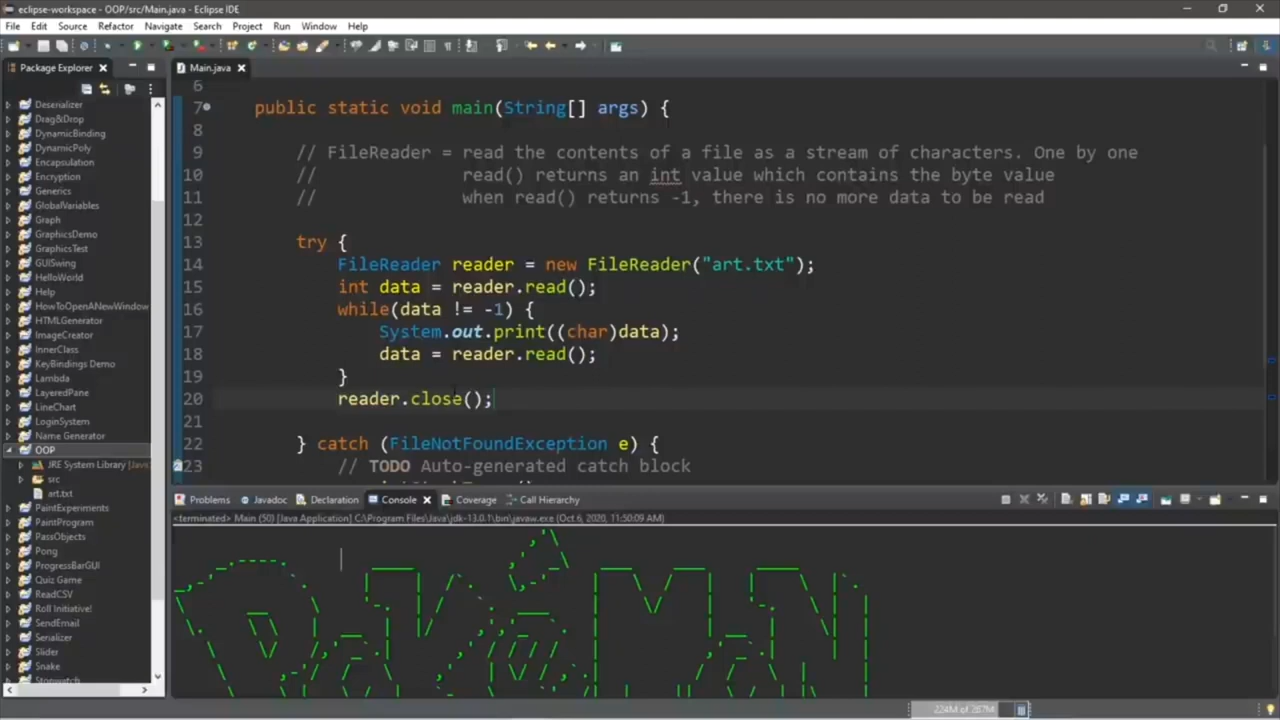 eclipse-workspace - OOP/src/Main.java - Eclipse IDE
File Edit Source Refactor Navigate Search Project Run Window Help
Package Explorer
Main.java
Deserializer
Drag&Drop
DynamicBinding
DynamicPoly
Encapsulation
Encryption
Generics
GlobalVariables
Graph
GraphicsDemo
GraphicsTest
GUISwing
HelloWorld
Help
HowToOpenANewWindow
HTMLGenerator
ImageCreator
InnerClass
KeyBindings Demo
Lambda
LayeredPane
LineChart
LoginSystem
Name Generator
OOP
JRE System Library [Java
src
art.txt
PaintExperiments
PaintProgram
PassObjects
Pong
ProgressBarGUI
Quiz Game
ReadCSV
Roll Initiative!
SendEmail
Serializer
Slider
Snake
Stopwatch
6
7 public static void main(String[] args) {
8
9 // FileReader = read the contents of a file as a stream of characters. One by one
10 // read() returns an int value which contains the byte value
11 // when read() returns -1, there is no more data to be read
12
13 try {
14 FileReader reader = new FileReader("art.txt");
15 int data = reader.read();
16 while(data != -1) {
17 System.out.print((char)data);
18 data = reader.read();
19 }
20 reader.close();
21
22 } catch (FileNotFoundException e) {
23 // TODO Auto-generated catch block
Problems Javadoc Declaration Console Coverage Call Hierarchy
<terminated> Main (50) [Java Application] C:\Program Files\Java\jdk-13.0.1\bin\javaw.exe (Oct 6, 2020, 11:50:09 AM)
224M of 287M